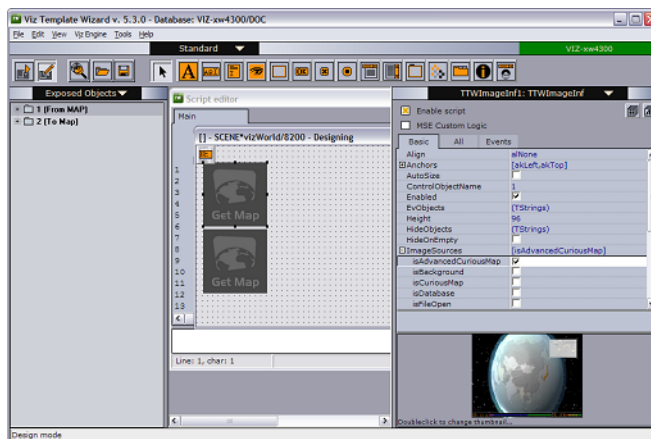 Viz Template Wizard v. 5.3.0 - Database: VIZ-xw4300/DOC
File Edit View Viz Engine Tools Help
Standard
VIZ-xw4300
Exposed Objects
1 (From MAP)
2 (To Map)
Script editor
Main
[] - SCENE*vizWorld/8200 - Designing
1
2
3
4
5
6
7
8
9
10
11
12
13
Get Map
Get Map
Line: 1, char: 1
TTWImageInf1: TTWImageInf
Enable script
MSE Custom Logic
Basic All Events
Align alNone
Anchors [akLeft,akTop]
AutoSize
ControlObjectName 1
Enabled
EvObjects (TStrings)
Height 96
HideObjects (TStrings)
HideOnEmpty
ImageSources [isAdvancedCuriousMap]
isAdvancedCuriousMap
isBackground
isCuriousMap
isDatabase
isFileOpen
Doubleclick to change thumbnail...
Design mode